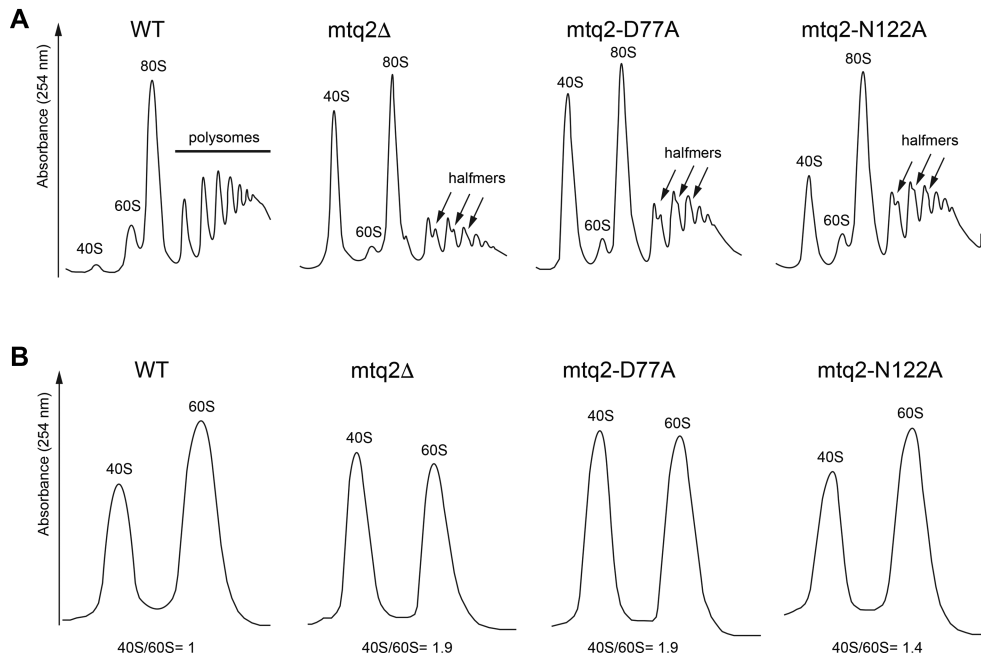 A
WT
mtq2Δ
mtq2-D77A
mtq2-N122A
Absorbance (254 nm)
40S
60S
80S
polysomes
40S
60S
80S
halfmers
40S
60S
80S
halfmers
40S
60S
80S
halfmers
B
WT
mtq2Δ
mtq2-D77A
mtq2-N122A
Absorbance (254 nm)
40S
60S
40S
60S
40S
60S
40S
60S
40S/60S= 1
40S/60S= 1.9
40S/60S= 1.9
40S/60S= 1.4